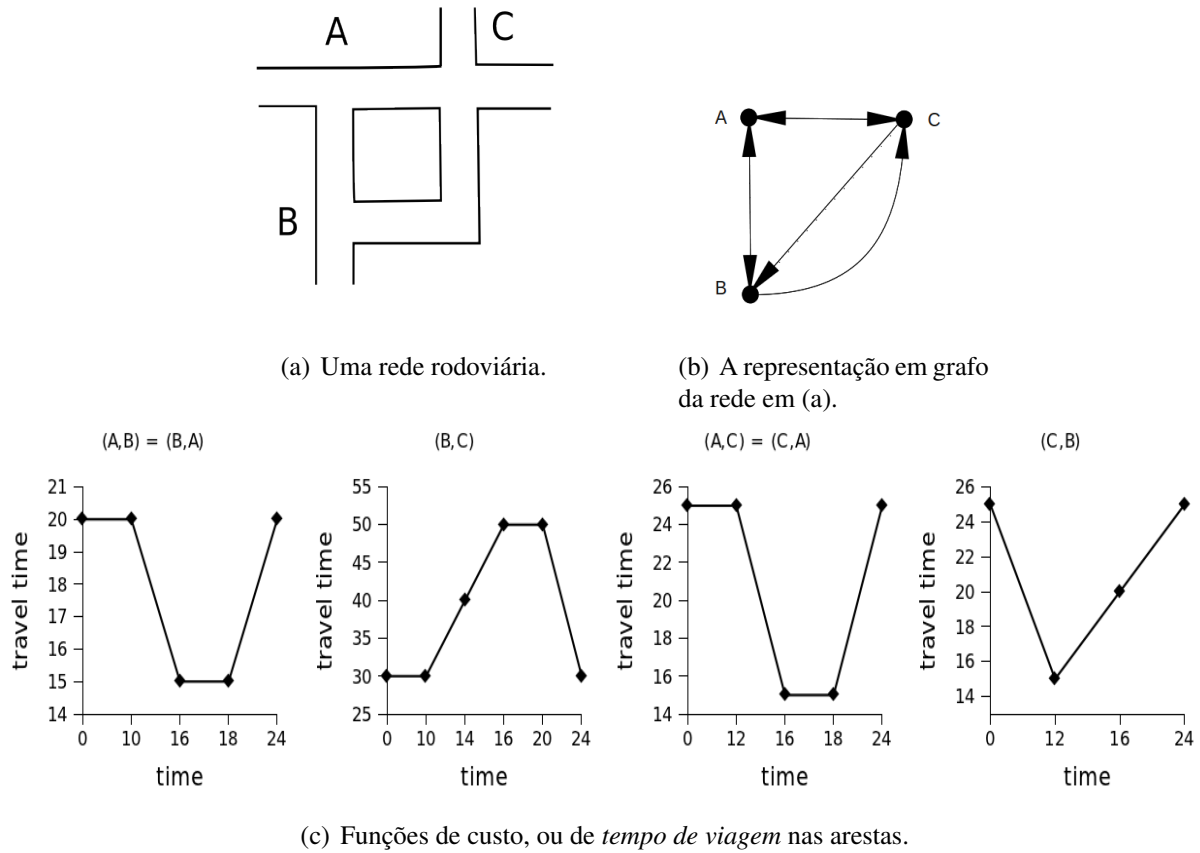 A
C
B
A
C
B
(a) Uma rede rodoviária.
(b) A representação em grafo
da rede em (a).
(A,B) = (B,A)
21
20
19
18
17
16
15
14
0 10 16 18 24
travel time
time
(B,C)
55
50
45
40
35
30
25
0 10 14 16 20 24
travel time
time
(A,C) = (C,A)
26
24
22
20
18
16
14
0 12 16 18 24
travel time
time
(C,B)
26
24
22
20
18
16
14
0 12 16 24
travel time
time
(c) Funções de custo, ou de tempo de viagem nas arestas.